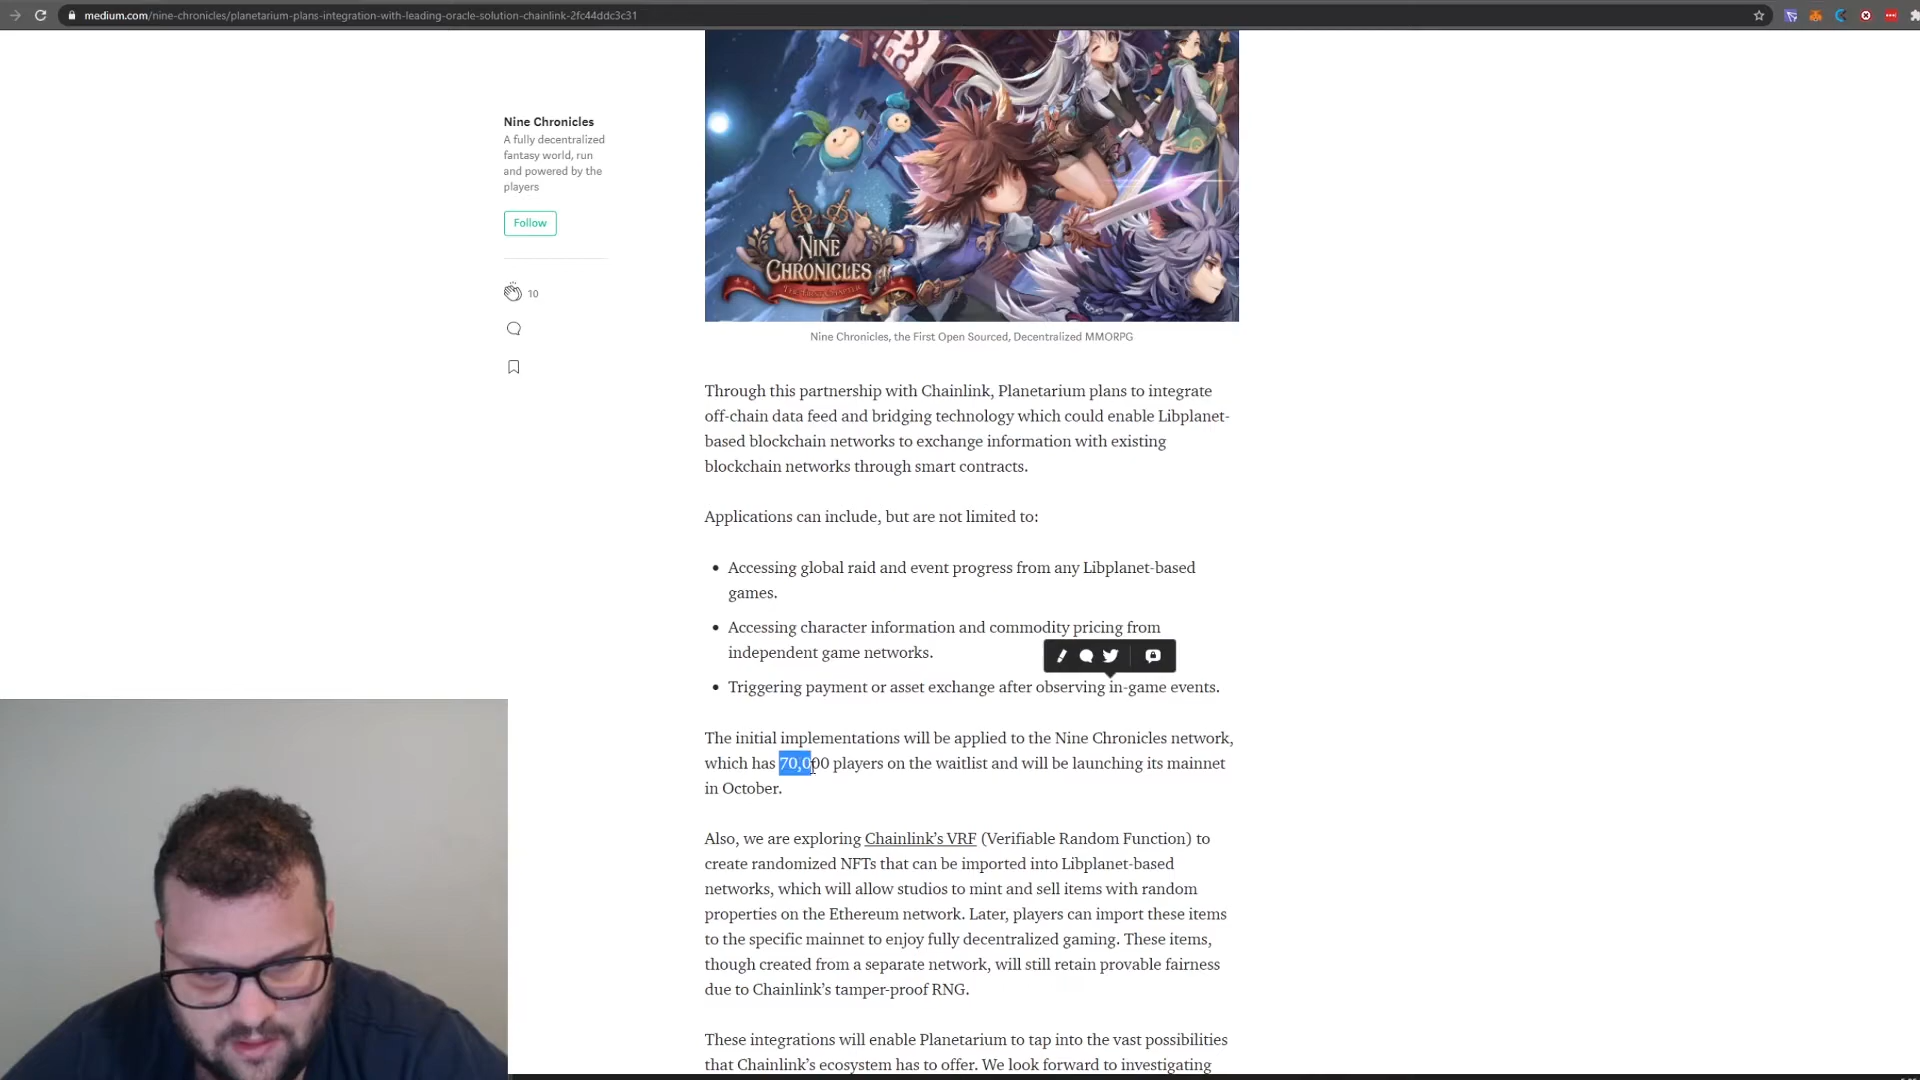 medium.com/nine-chronicles/planetarium-plans-integration-with-leading-oracle-solution-chainlink-2fc44ddc3c31
Nine Chronicles
A fully decentralized
fantasy world, run
and powered by the
players
Follow
10
NINE
CHRONICLES
THE FIRST CHAPTER
Nine Chronicles, the First Open Sourced, Decentralized MMORPG
Through this partnership with Chainlink, Planetarium plans to integrate
off-chain data feed and bridging technology which could enable Libplanet-
based blockchain networks to exchange information with existing
blockchain networks through smart contracts.
Applications can include, but are not limited to:
• Accessing global raid and event progress from any Libplanet-based
games.
• Accessing character information and commodity pricing from
independent game networks.
• Triggering payment or asset exchange after observing in-game events.
The initial implementations will be applied to the Nine Chronicles network,
which has 70,000 players on the waitlist and will be launching its mainnet
in October.
Also, we are exploring Chainlink’s VRF (Verifiable Random Function) to
create randomized NFTs that can be imported into Libplanet-based
networks, which will allow studios to mint and sell items with random
properties on the Ethereum network. Later, players can import these items
to the specific mainnet to enjoy fully decentralized gaming. These items,
though created from a separate network, will still retain provable fairness
due to Chainlink’s tamper-proof RNG.
These integrations will enable Planetarium to tap into the vast possibilities
that Chainlink’s ecosystem has to offer. We look forward to investigating